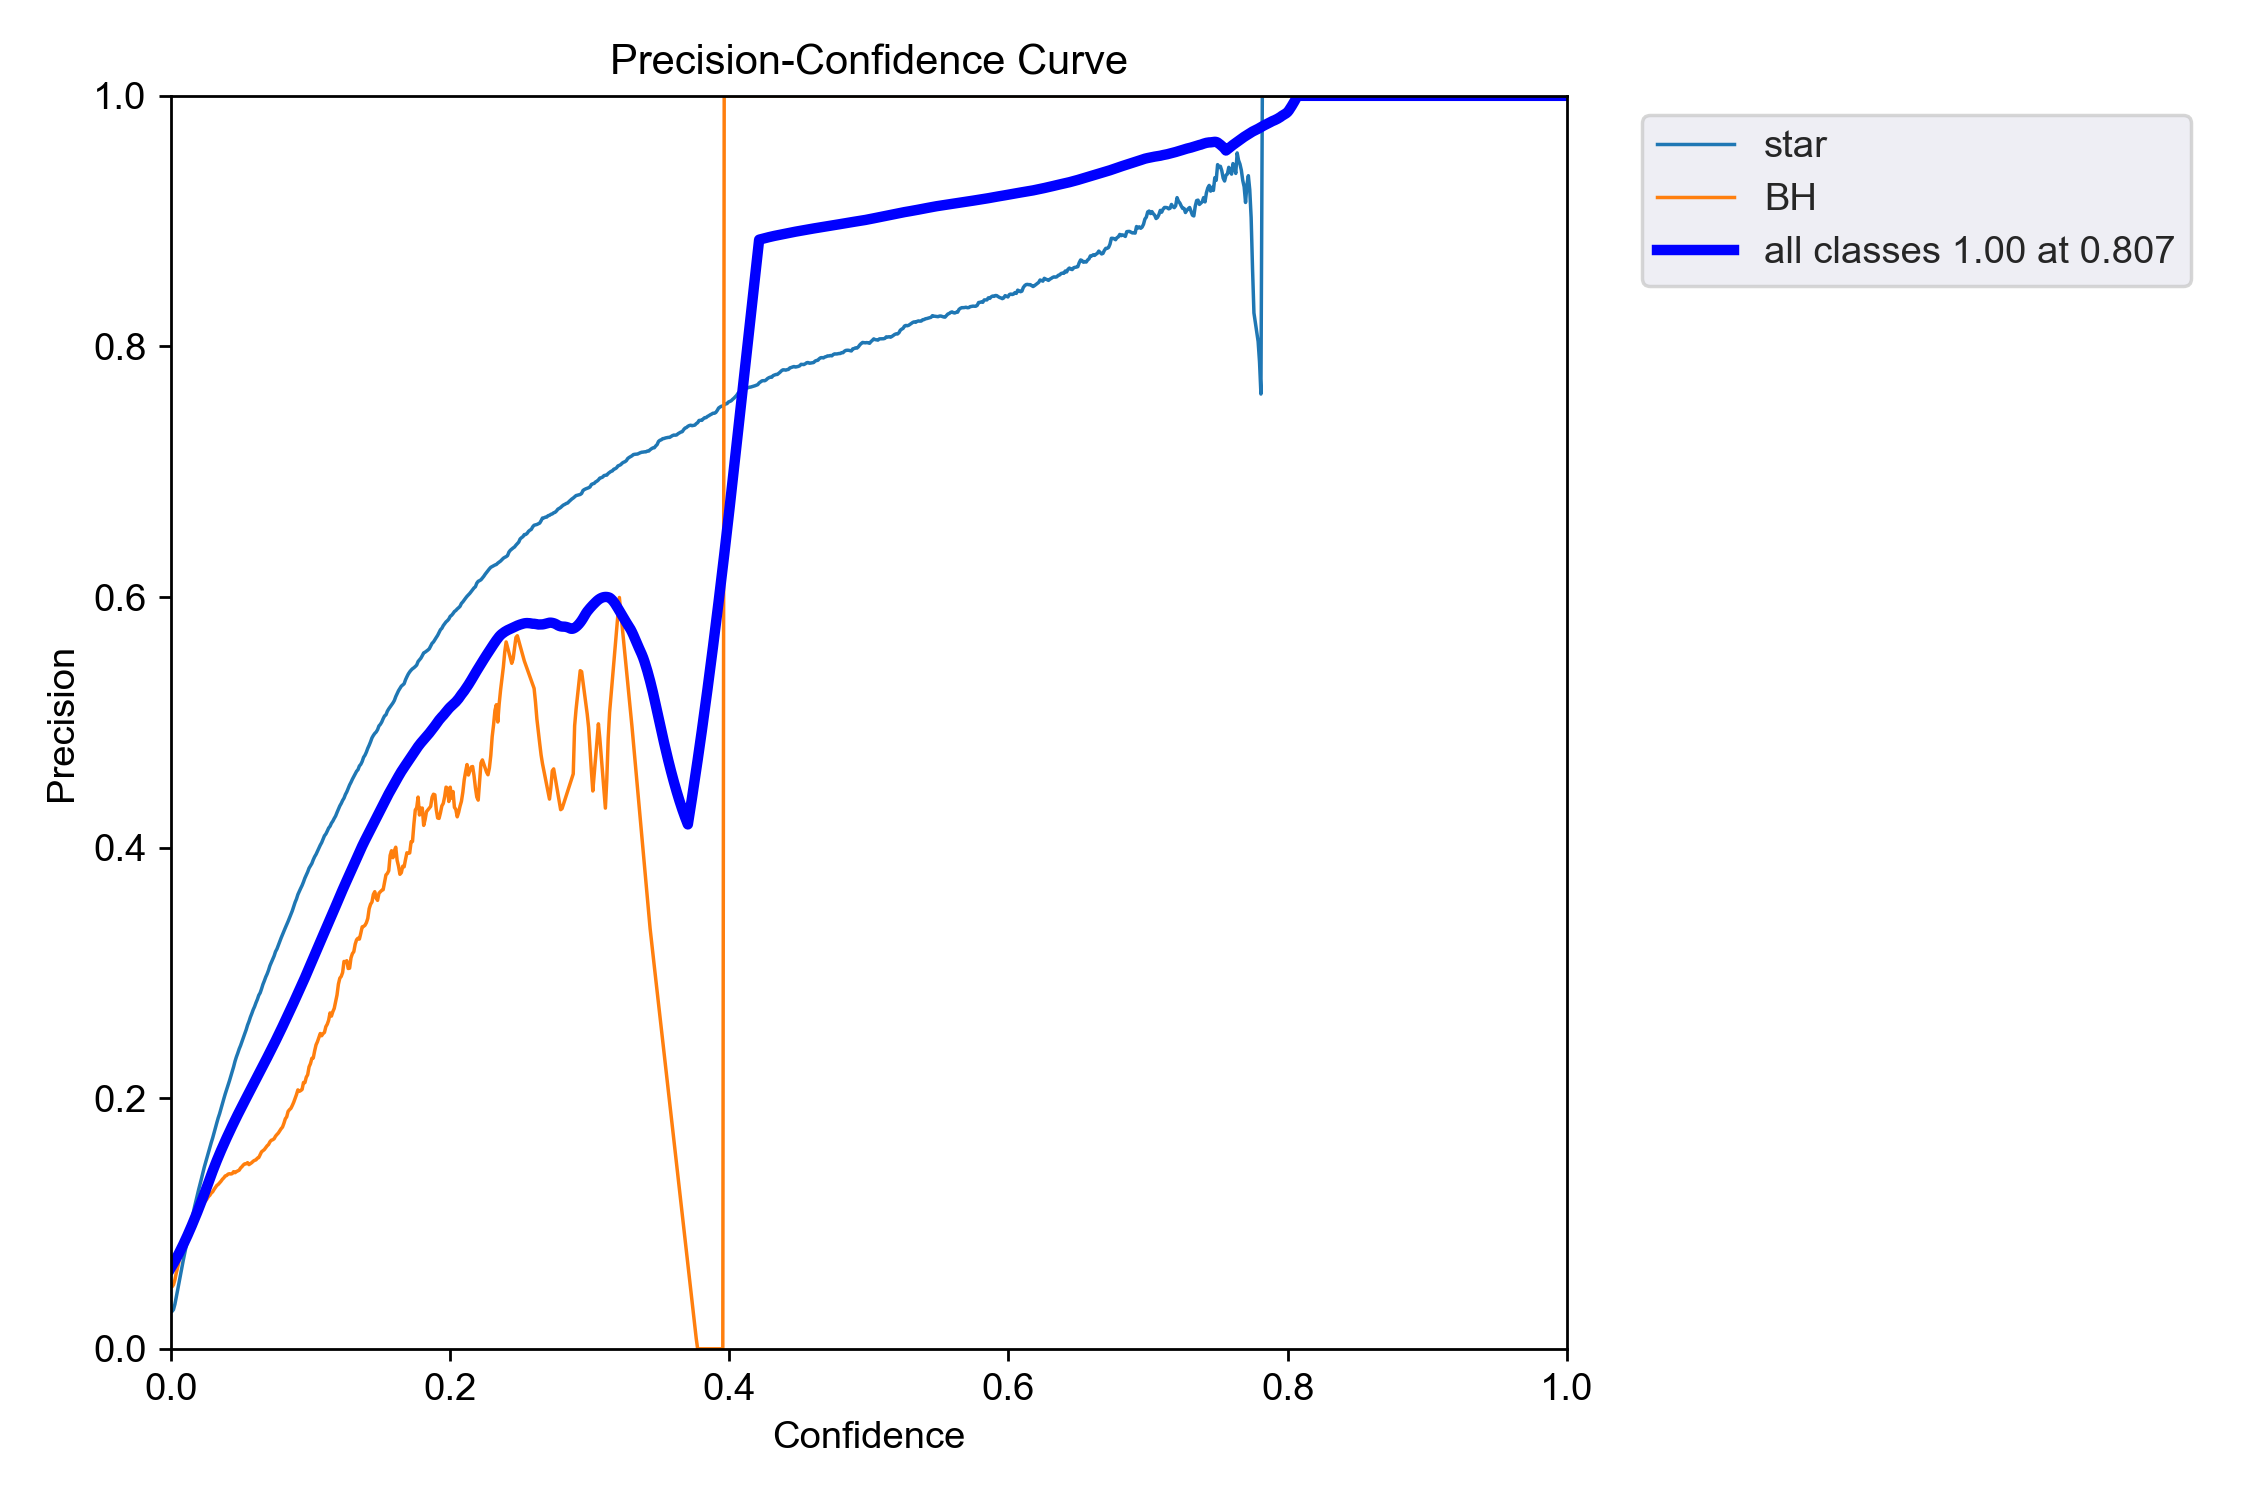 Precision-Confidence Curve
1.0
0.8
0.6
0.4
0.2
0.0
Precision
0.0 0.2 0.4 0.6 0.8 1.0
Confidence
star
BH
all classes 1.00 at 0.807